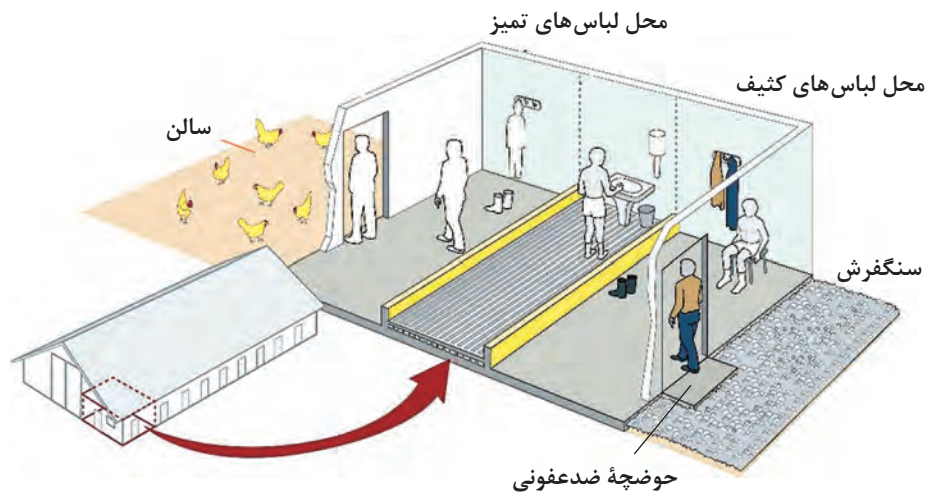 محل لباس‌های تمیز
محل لباس‌های کثیف
سالن
سنگفرش
حوضچهٔ ضدعفونی